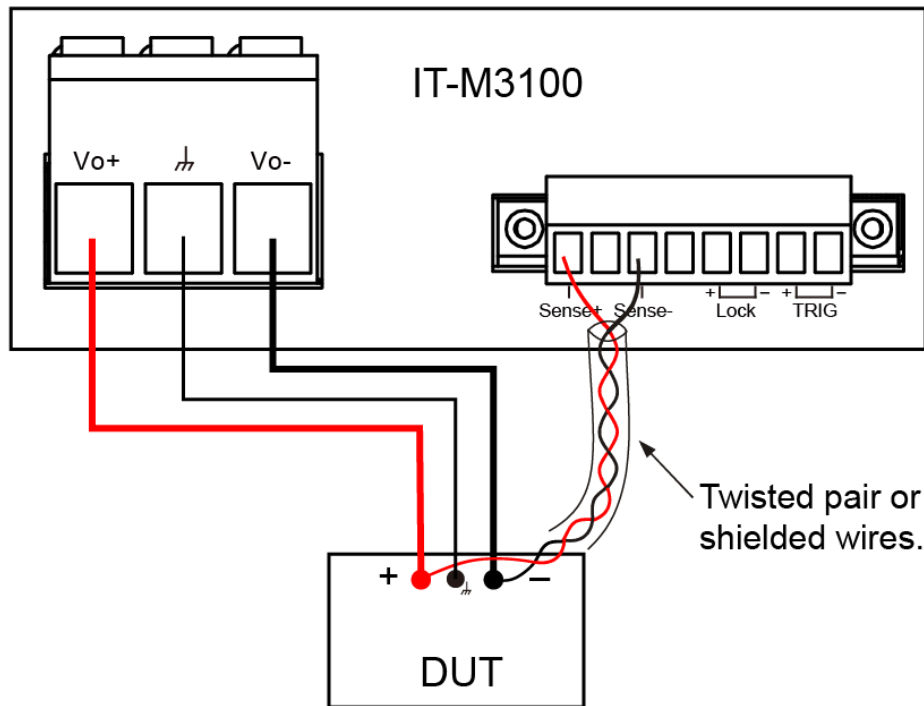 IT-M3100
Vo+ Vo-
+ − + −
Sense+ Sense- Lock TRIG
Twisted pair or
shielded wires.
+ −
DUT